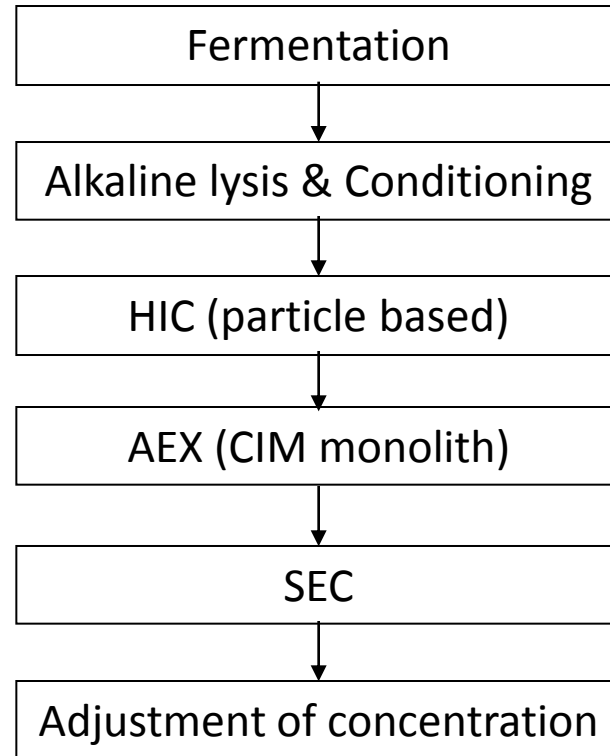 Fermentation
Alkaline lysis & Conditioning
HIC (particle based)
AEX (CIM monolith)
SEC
Adjustment of concentration